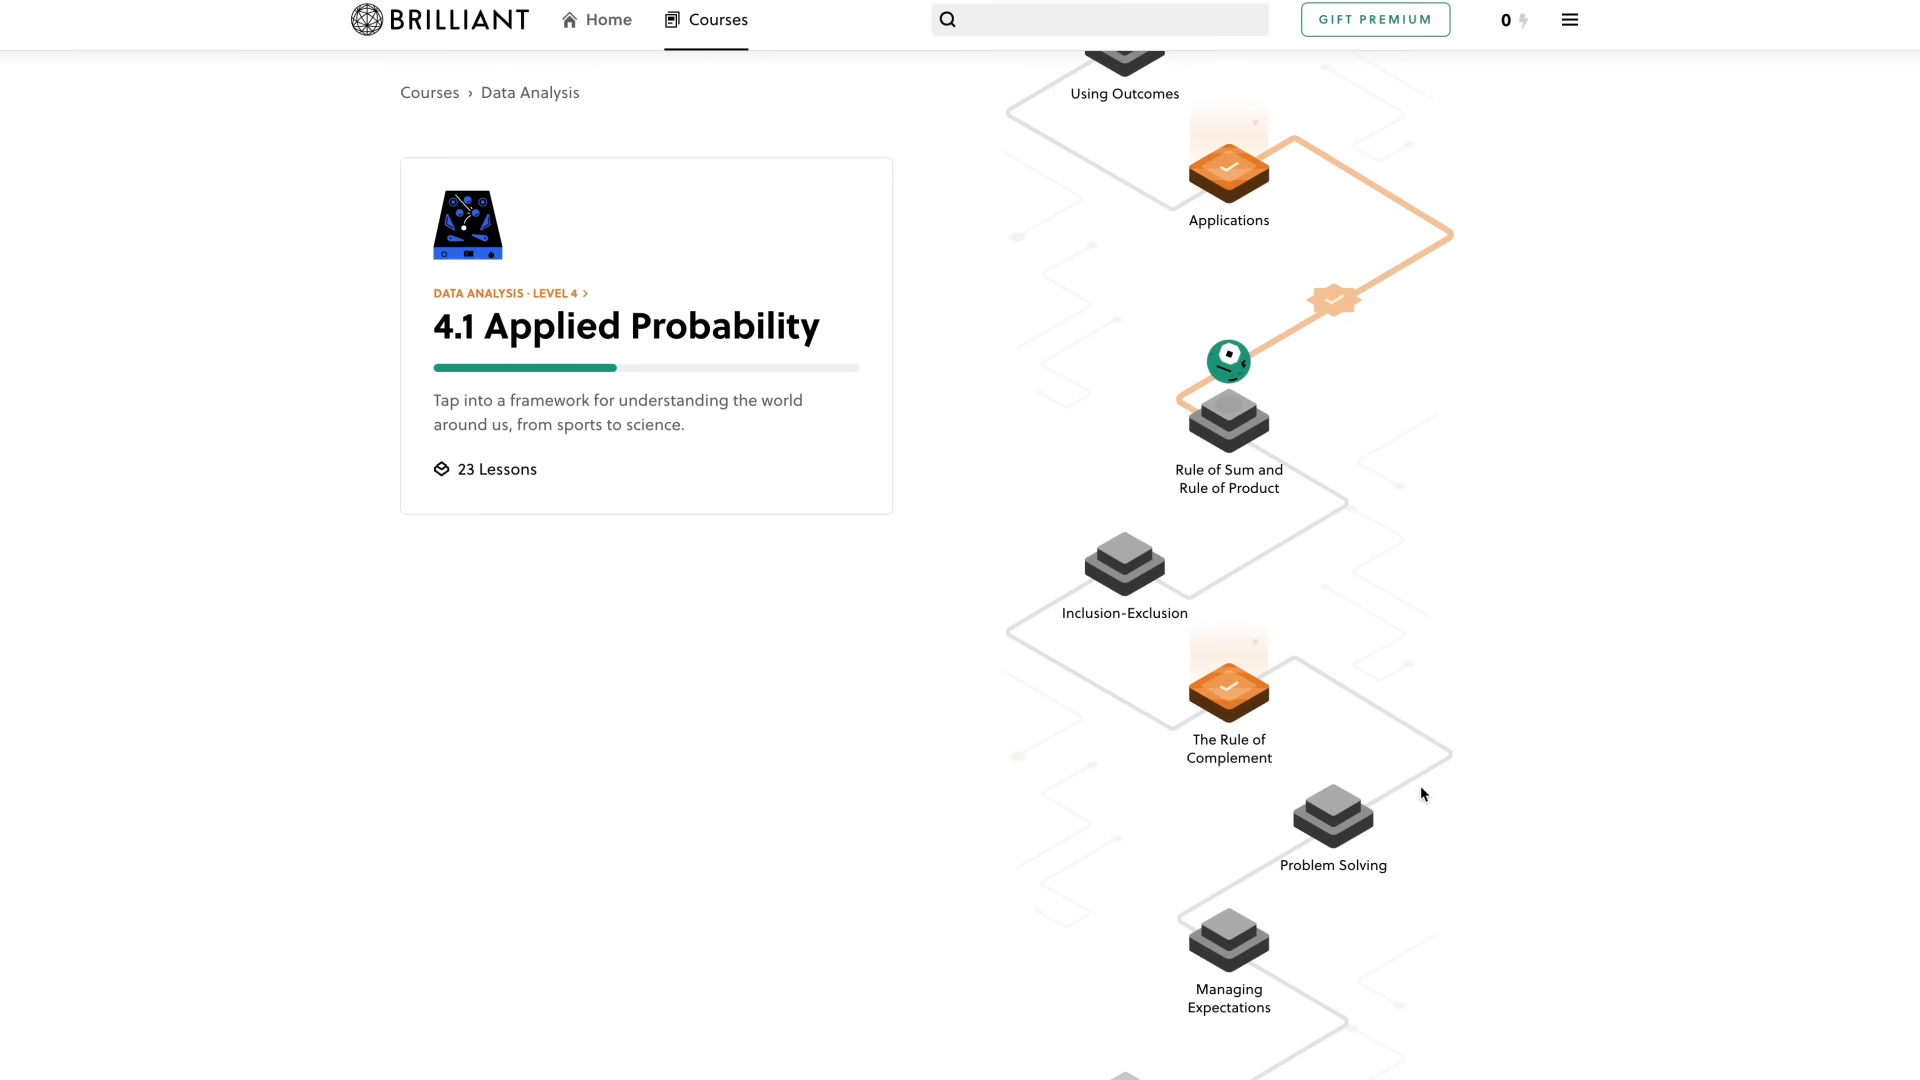 BRILLIANT
Home
Courses
GIFT PREMIUM
0
Courses › Data Analysis
DATA ANALYSIS · LEVEL 4 >
4.1 Applied Probability
Tap into a framework for understanding the world
around us, from sports to science.
23 Lessons
Using Outcomes
Applications
Rule of Sum and
Rule of Product
Inclusion-Exclusion
The Rule of
Complement
Problem Solving
Managing
Expectations